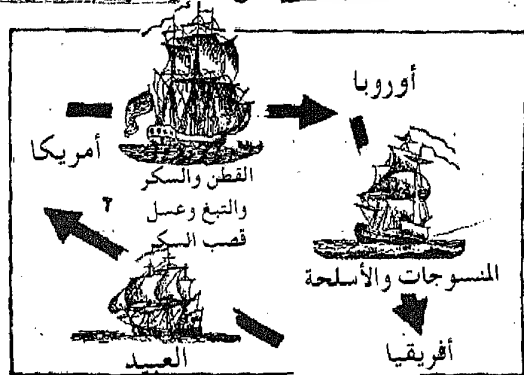 أوروبا
أمريكا
القطن والسكر
والتبغ وعسل
قصب السكر
المنسوجات والأسلحة
العبيد
أفريقيا